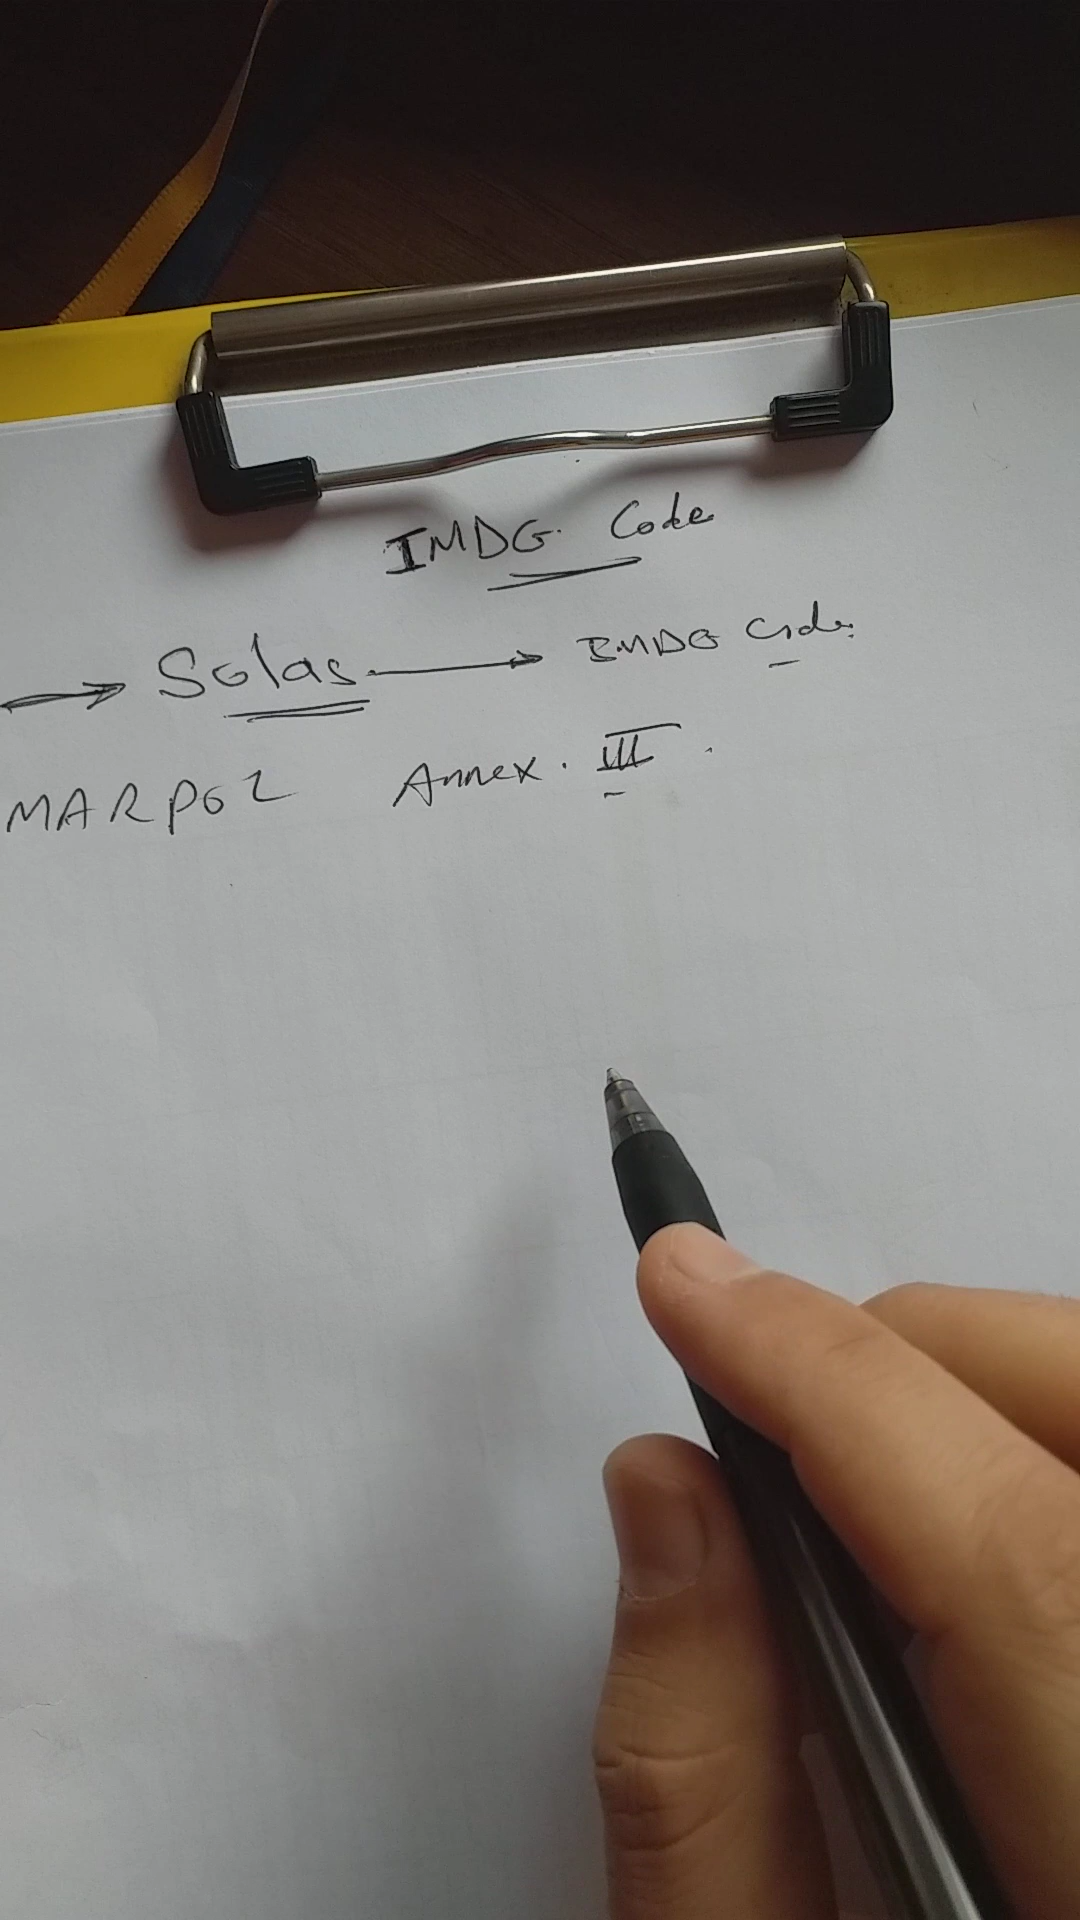 IMDG. Code
→ Solas. → IMDG Code.
MARPOL Annex. III.